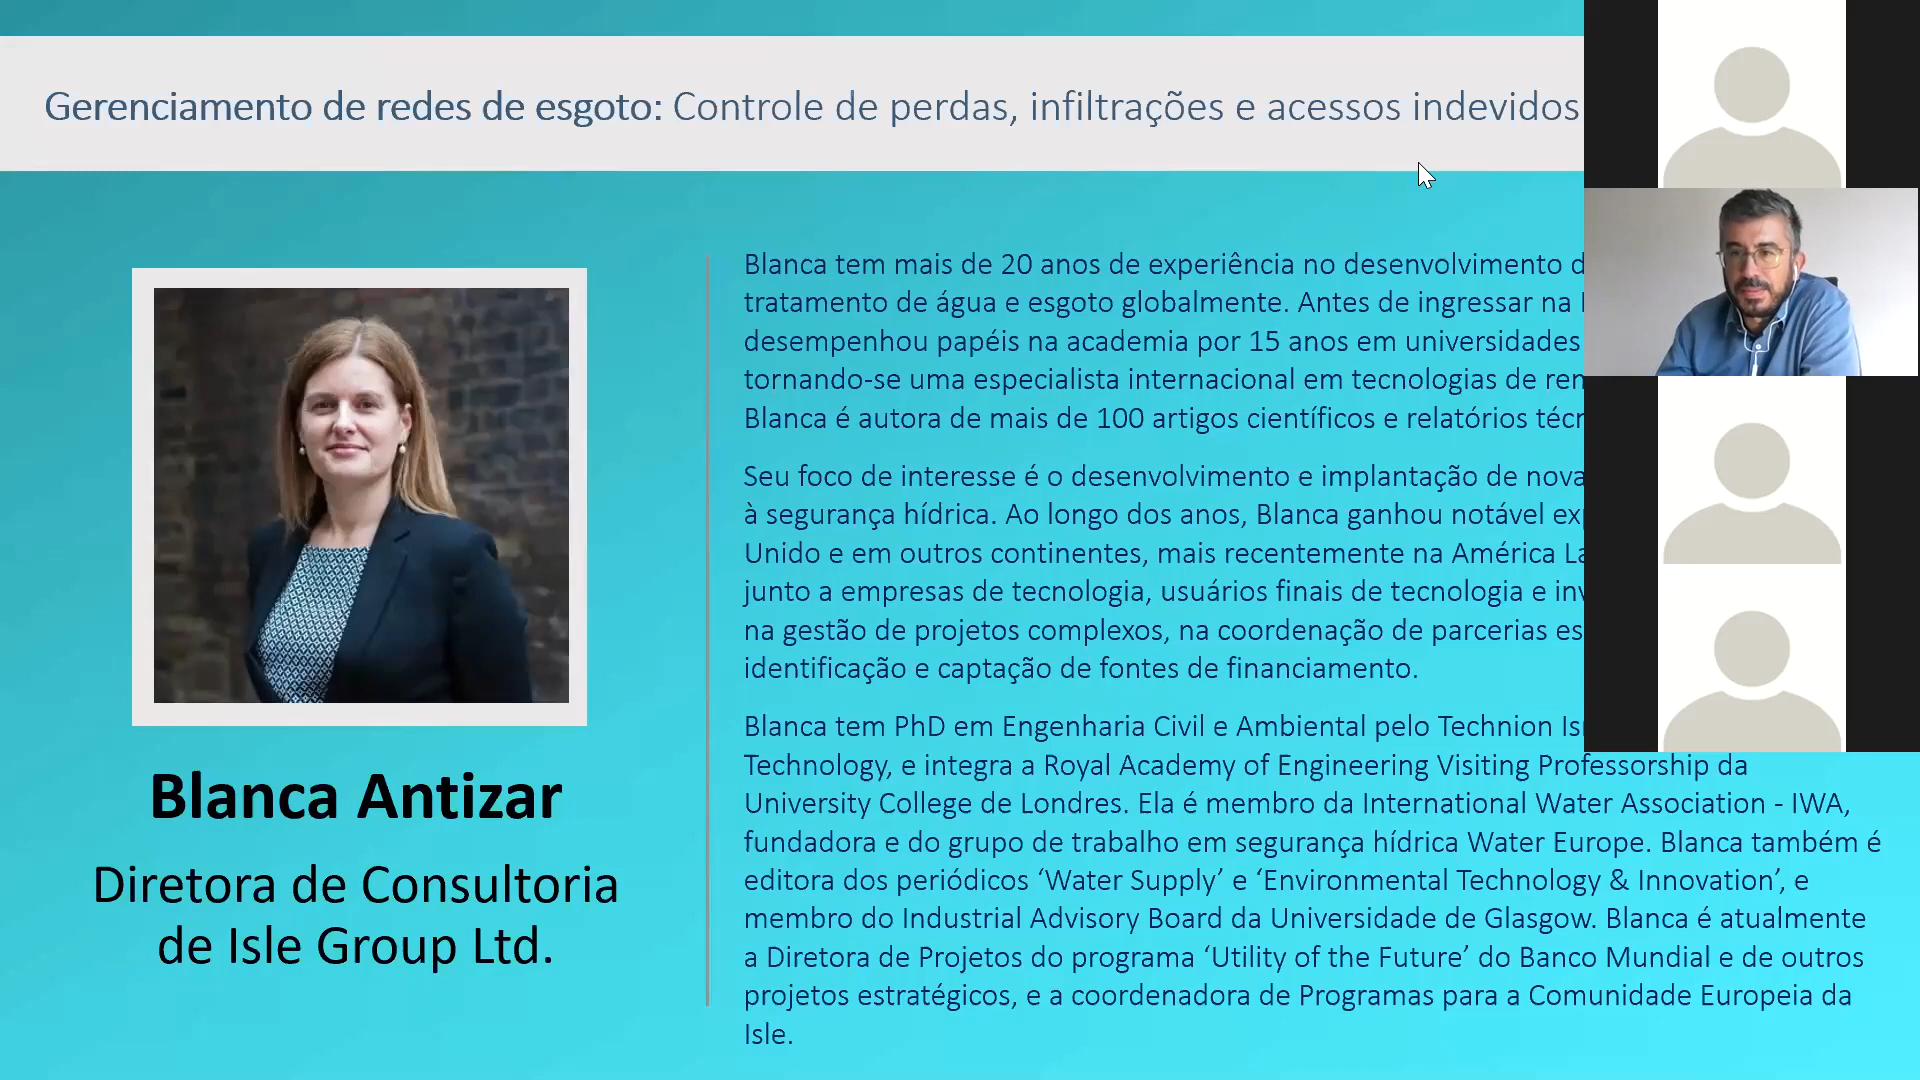 Gerenciamento de redes de esgoto: Controle de perdas, infiltrações e acessos indevidos
Blanca tem mais de 20 anos de experiência no desenvolvimento
tratamento de água e esgoto globalmente. Antes de ingressar na
desempenhou papéis na academia por 15 anos em universidades
tornando-se uma especialista internacional em tecnologias de
Blanca é autora de mais de 100 artigos científicos e relatórios
Seu foco de interesse é o desenvolvimento e implantação de
à segurança hídrica. Ao longo dos anos, Blanca ganhou notável
Unido e em outros continentes, mais recentemente na América
junto a empresas de tecnologia, usuários finais de tecnologia e
na gestão de projetos complexos, na coordenação de parcerias
identificação e captação de fontes de financiamento.
Blanca tem PhD em Engenharia Civil e Ambiental pelo Technion
Technology, e integra a Royal Academy of Engineering Visiting Professorship da
University College de Londres. Ela é membro da International Water Association - IWA,
fundadora e do grupo de trabalho em segurança hídrica Water Europe. Blanca também é
editora dos periódicos ‘Water Supply’ e ‘Environmental Technology & Innovation’, e
membro do Industrial Advisory Board da Universidade de Glasgow. Blanca é atualmente
a Diretora de Projetos do programa ‘Utility of the Future’ do Banco Mundial e de outros
projetos estratégicos, e a coordenadora de Programas para a Comunidade Europeia da
Isle.
Blanca Antizar
Diretora de Consultoria
de Isle Group Ltd.